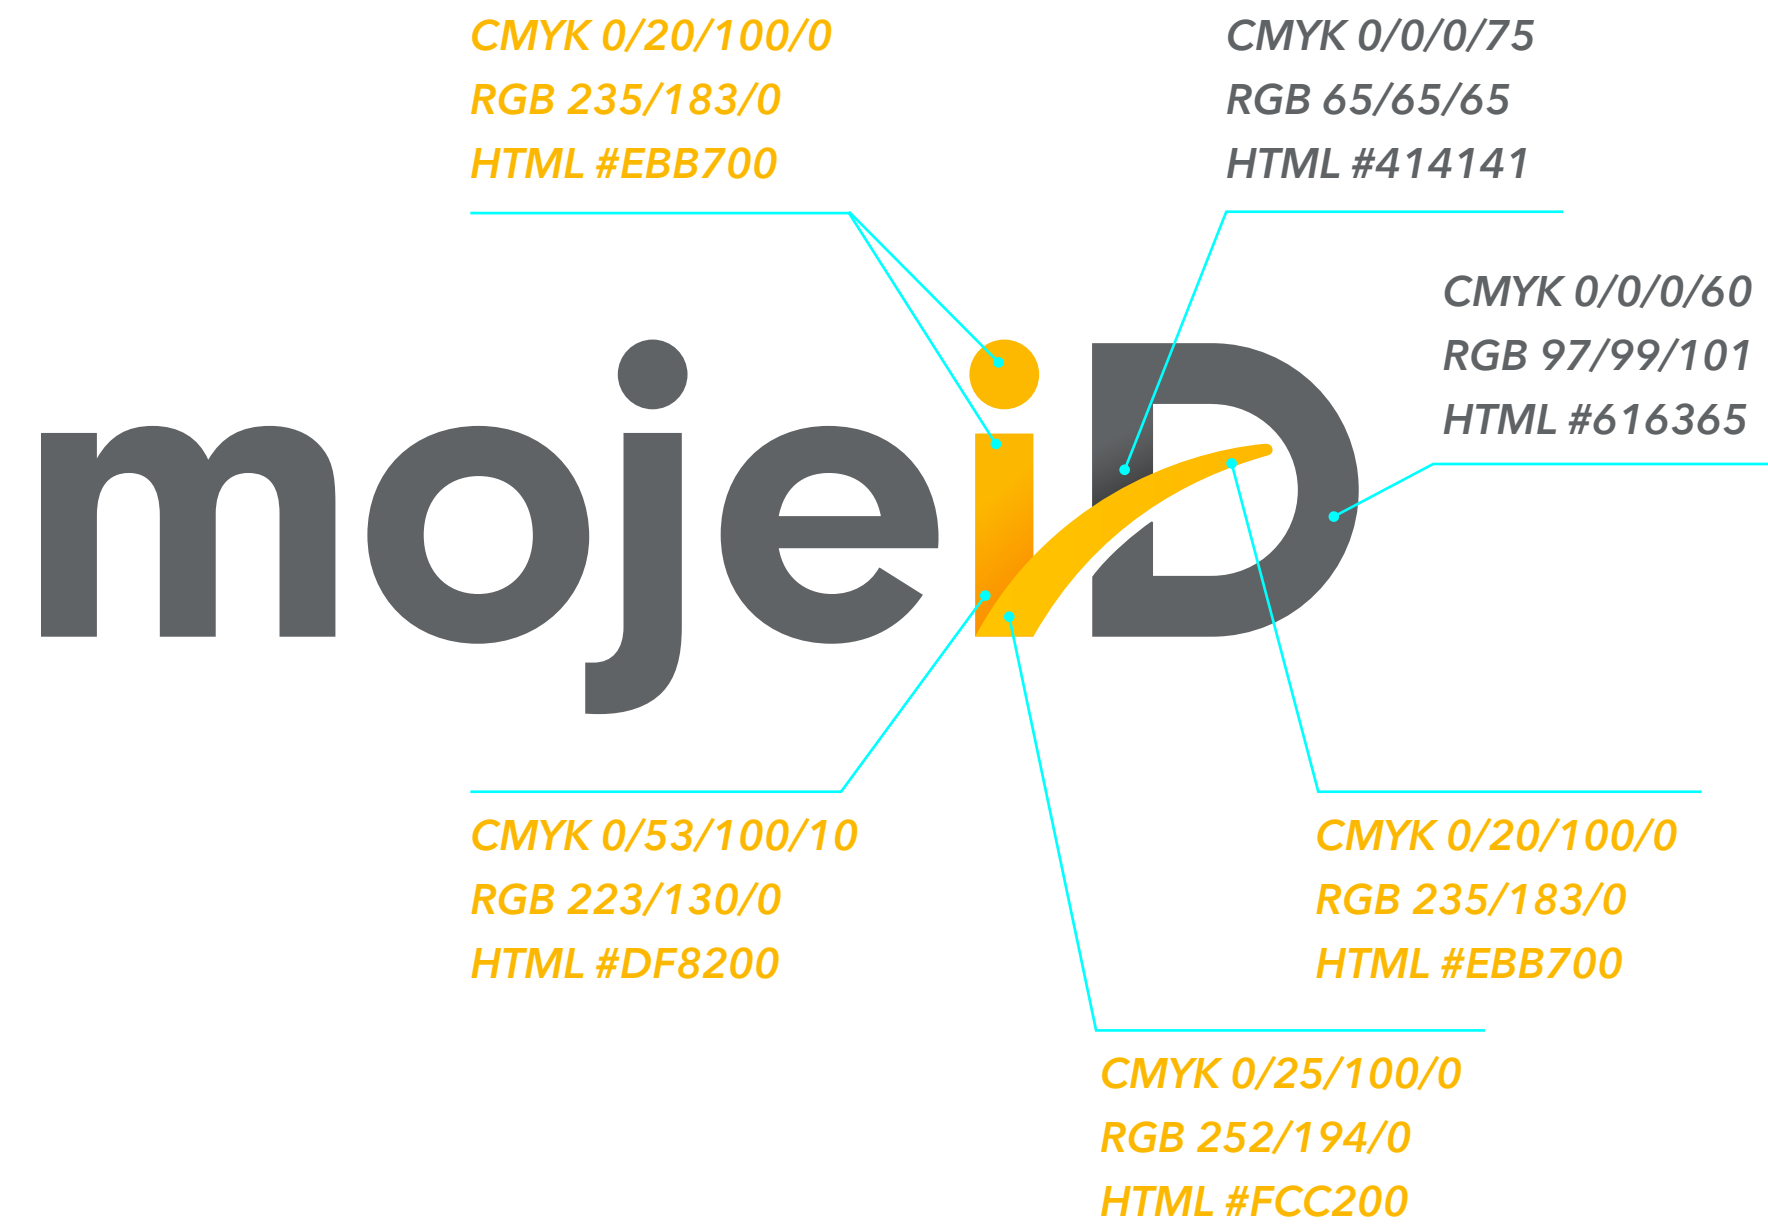 CMYK 0/20/100/0
RGB 235/183/0
HTML #EBB700
CMYK 0/0/0/75
RGB 65/65/65
HTML #414141
CMYK 0/0/0/60
RGB 97/99/101
HTML #616365
mojeiD
CMYK 0/53/100/10
RGB 223/130/0
HTML #DF8200
CMYK 0/20/100/0
RGB 235/183/0
HTML #EBB700
CMYK 0/25/100/0
RGB 252/194/0
HTML #FCC200